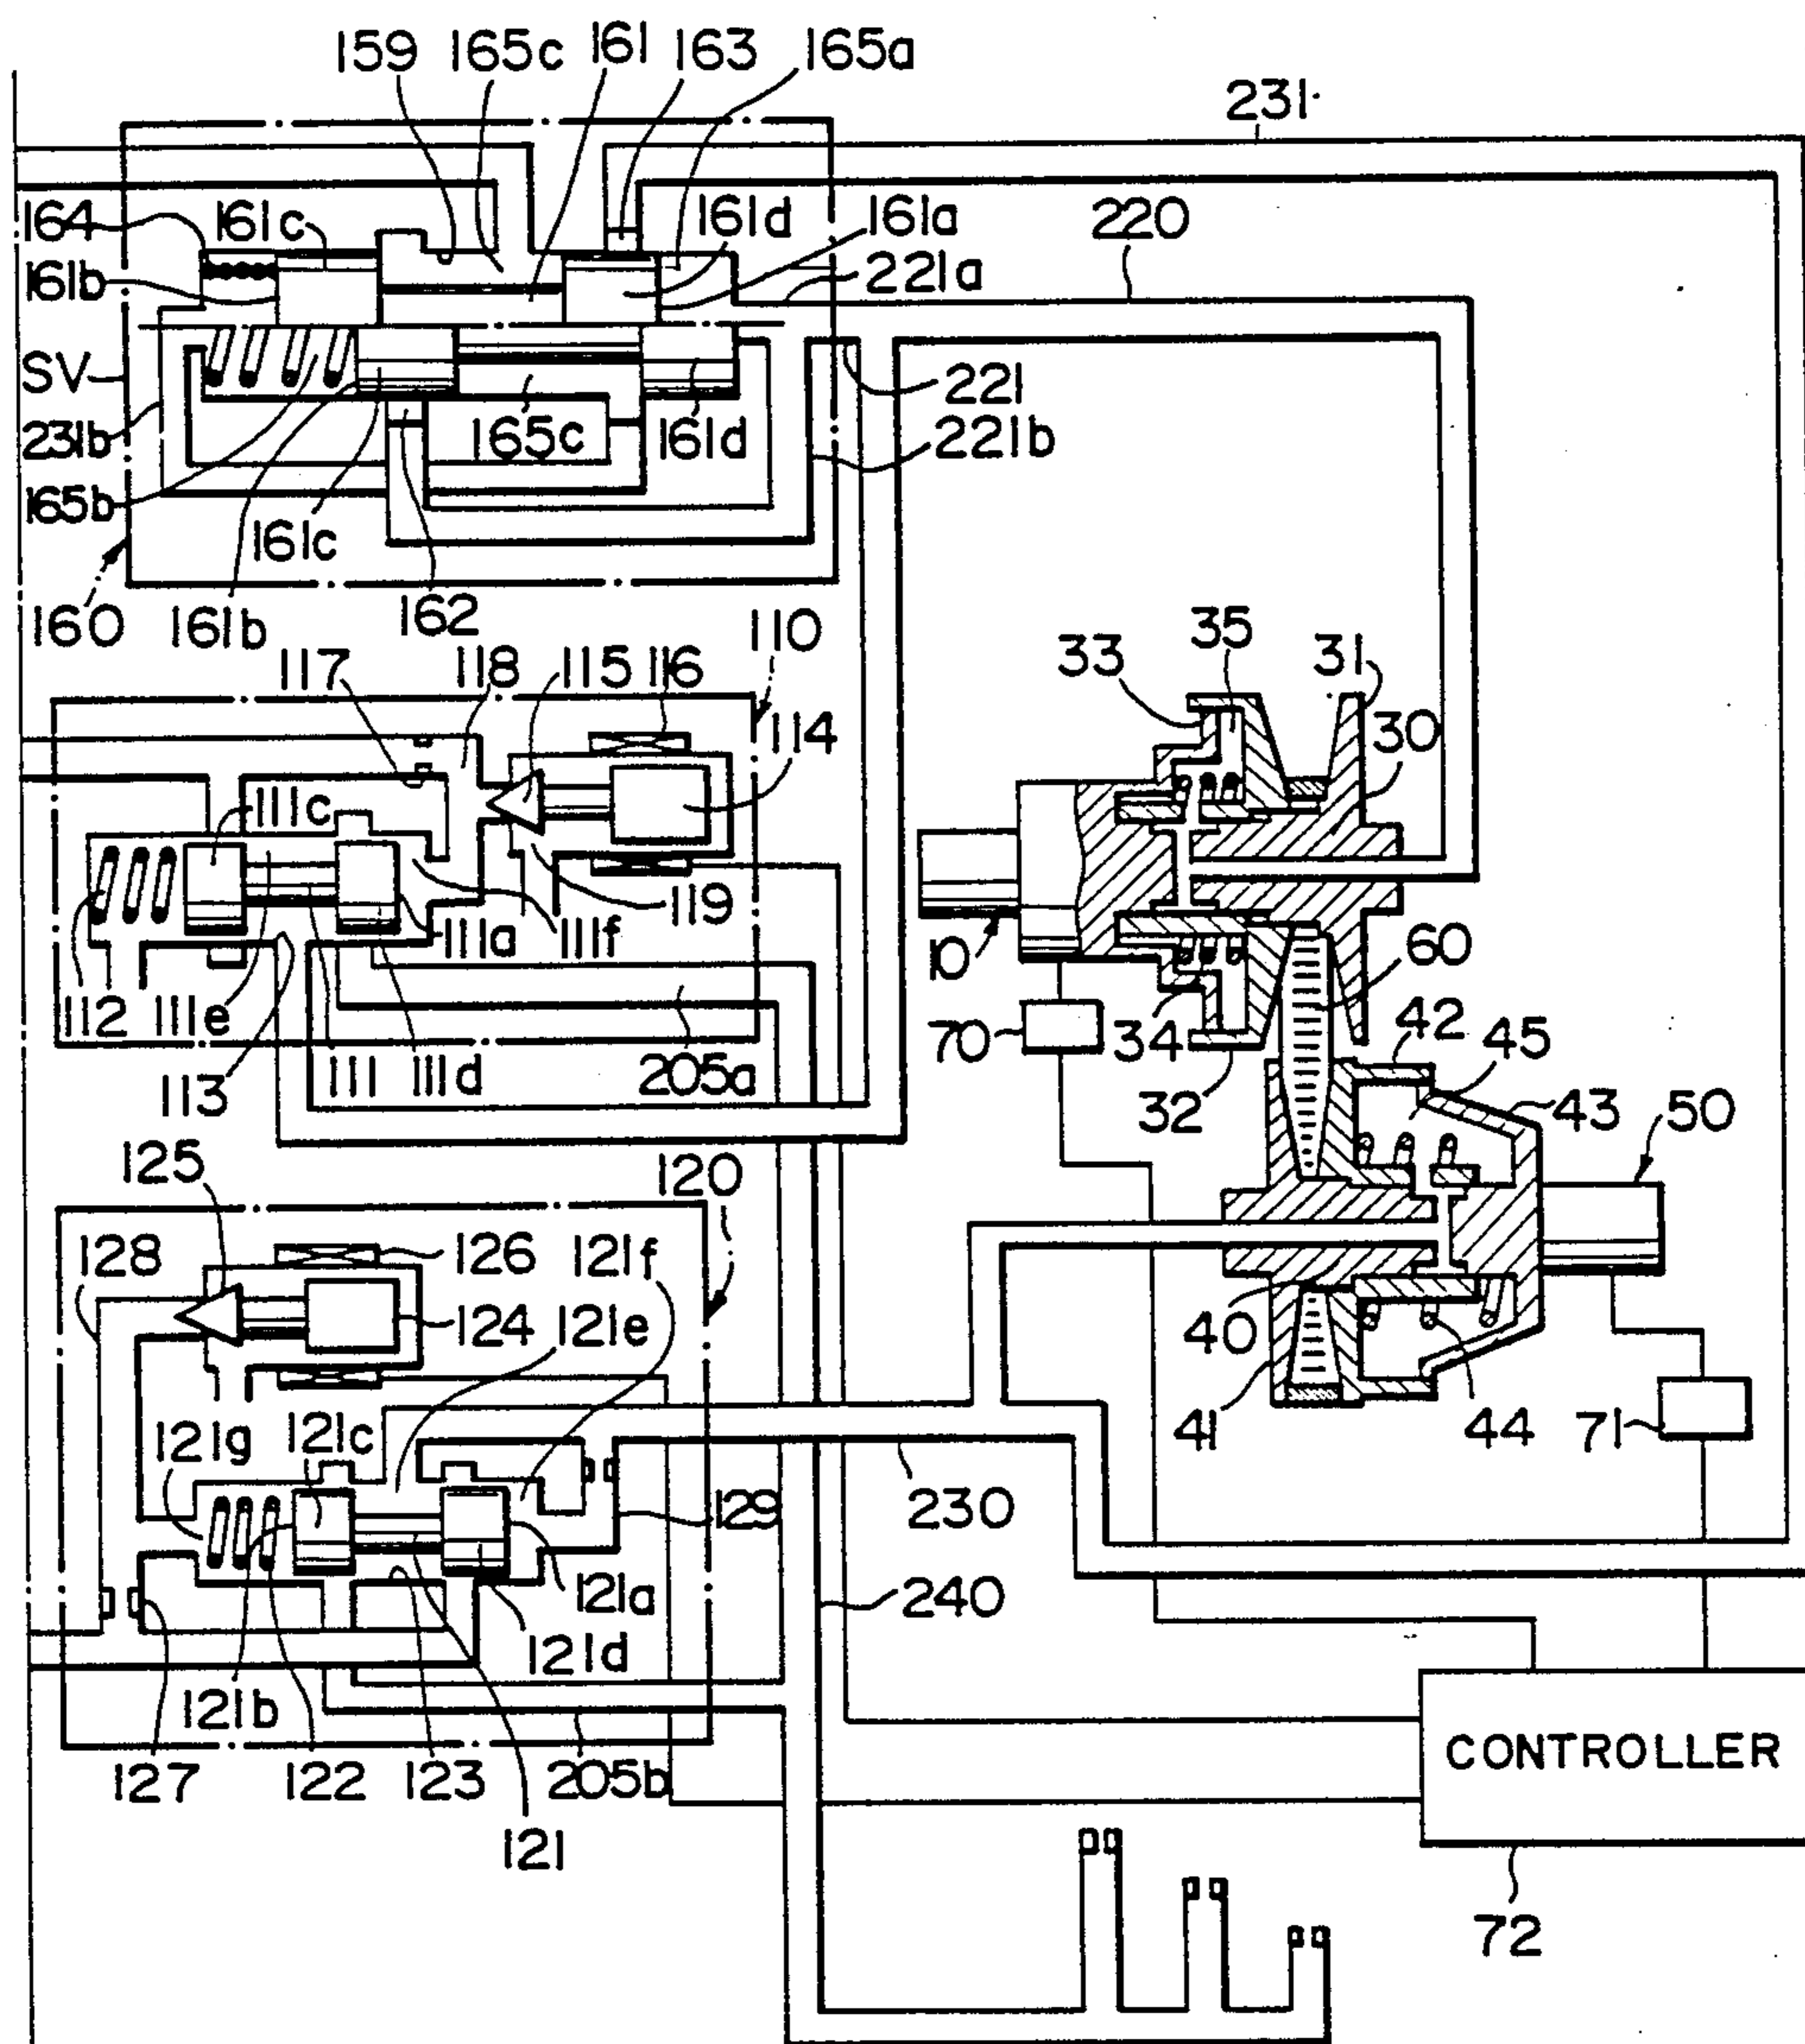 159 165c 161 163 165a
231
164 161c 161d 161a 220
161b 221a
SV
221
231b 165c 161d 221b
165b
161c
160 161b 162 110
117 118 115 116 33 35 31
114 30
111c
119
111a 111f 10 60
112 111e 70 34 42 45
113 111 111d 205a 32 43 50
125 120
128 126 121f
124 121e 40
121g 121c 41 44 71
129 230
121a 240
121d
121b
127 122 123 205b CONTROLLER
121
72